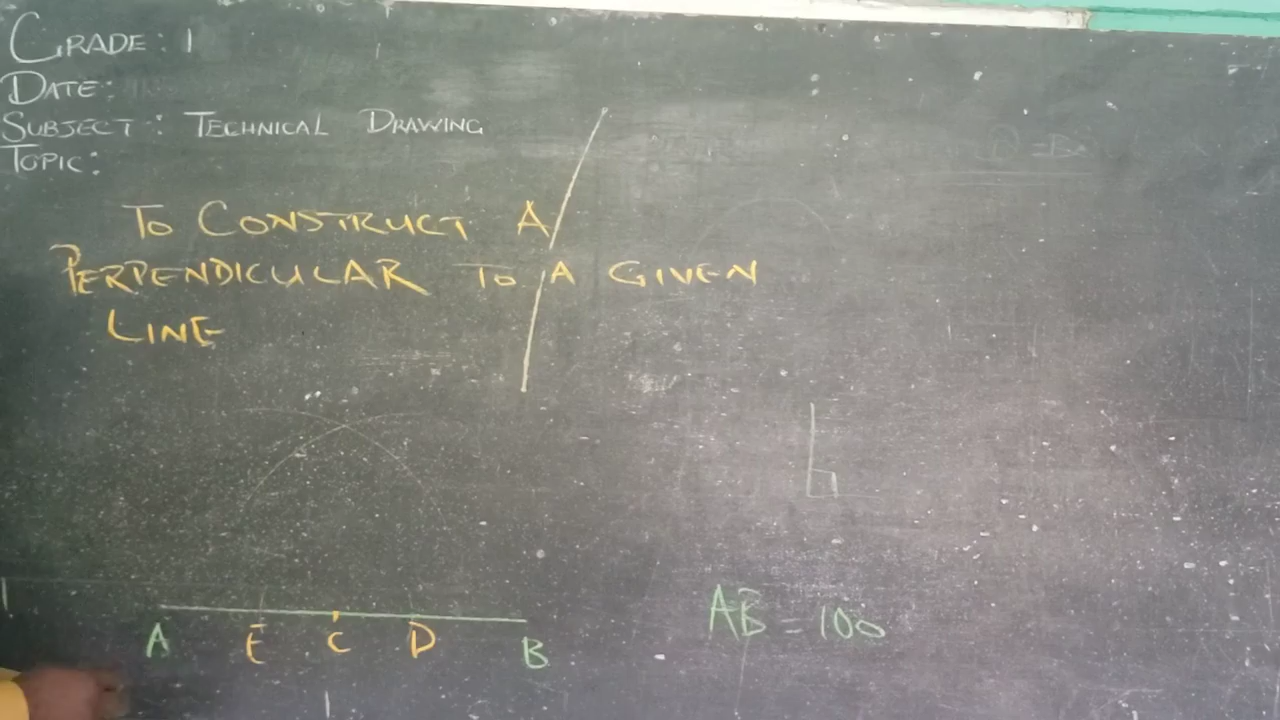 GRADE: 1
DATE:
SUBJECT: TECHNICAL DRAWING
TOPIC:
TO CONSTRUCT A
PERPENDICULAR TO A GIVEN
LINE
A E C D B
AB = 100